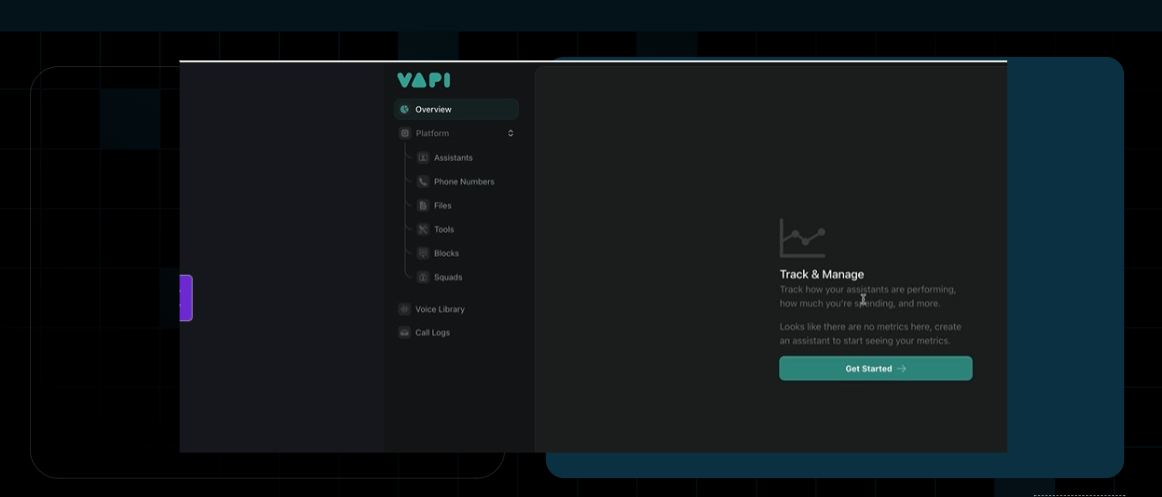 VAPI
Overview
Platform
Assistants
Phone Numbers
Files
Tools
Blocks
Squads
Voice Library
Call Logs
Track & Manage
Track how your assistants are performing,
how much you're spending, and more.
Looks like there are no metrics here, create
an assistant to start seeing your metrics.
Get Started